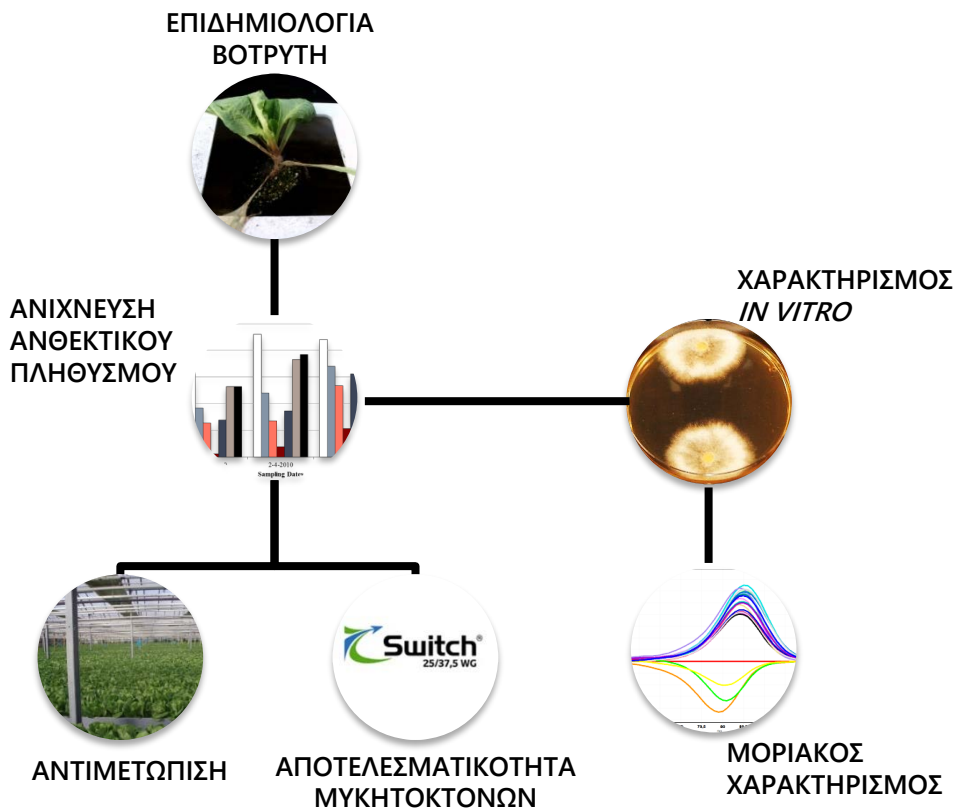 ΕΠΙΔΗΜΙΟΛΟΓΙΑ
ΒΟΤΡΥΤΗ
ΑΝΙΧΝΕΥΣΗ
ΑΝΘΕΚΤΙΚΟΥ
ΠΛΗΘΥΣΜΟΥ
2-4-2010
Sampling Dates
ΧΑΡΑΚΤΗΡΙΣΜΟΣ
IN VITRO
Switch®
25/37,5 WG
ΑΝΤΙΜΕΤΩΠΙΣΗ
ΑΠΟΤΕΛΕΣΜΑΤΙΚΟΤΗΤΑ
ΜΥΚΗΤΟΚΤΟΝΩΝ
ΜΟΡΙΑΚΟΣ
ΧΑΡΑΚΤΗΡΙΣΜΟΣ